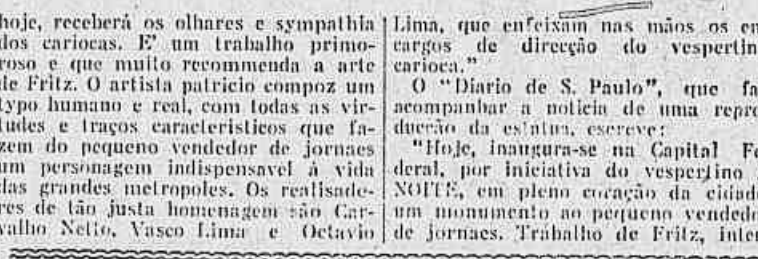 hoje, receberá os olhares e sympathia
dos cariocas. E' um trabalho primo-
roso e que muito recommenda a arte
de Fritz. O artista patricio compoz um
typo humano e real, com todas as vir-
tudes e traços caracteristicos que fa-
zem do pequeno vendedor de jornaes
um personagem indispensavel á vida
das grandes metropoles. Os realisado-
res de tão justa homenagem são Car-
valho Netto, Vasco Lima e Octavio
Lima, que enfeixam nas mãos os en
cargos de direcção do vespertin
carioca."
O "Diario de S. Paulo", que fa
acompanhar a noticia de uma repro
ducção da estatua, escreve:
"Hoje, inaugura-se na Capital Fe
deral, por iniciativa do vespertino
NOITE, em pleno coração da cidad
um monumento ao pequeno vendedo
de jornaes. Trabalho de Fritz, inter